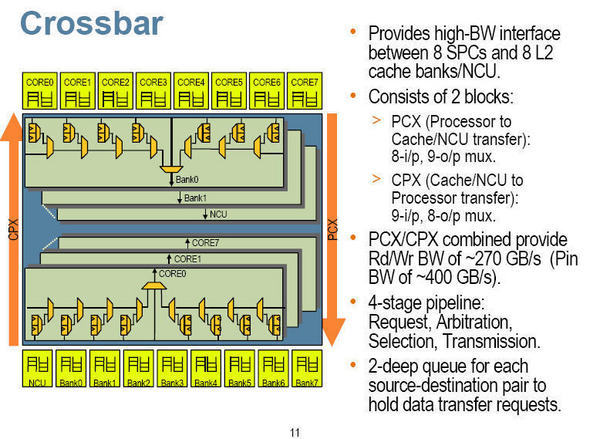 Crossbar
CORE0 CORE1 CORE2 CORE3 CORE4 CORE5 CORE6 CORE7
Bank0
Bank1
NCU
CPX
PCX
CORE7
CORE1
CORE0
NCU Bank0 Bank1 Bank2 Bank3 Bank4 Bank5 Bank6 Bank7
• Provides high-BW interface
between 8 SPCs and 8 L2
cache banks/NCU.
• Consists of 2 blocks:
> PCX (Processor to
Cache/NCU transfer):
8-i/p, 9-o/p mux.
> CPX (Cache/NCU to
Processor transfer):
9-i/p, 8-o/p mux.
• PCX/CPX combined provide
Rd/Wr BW of ~270 GB/s (Pin
BW of ~400 GB/s).
• 4-stage pipeline:
Request, Arbitration,
Selection, Transmission.
• 2-deep queue for each
source-destination pair to
hold data transfer requests.
11